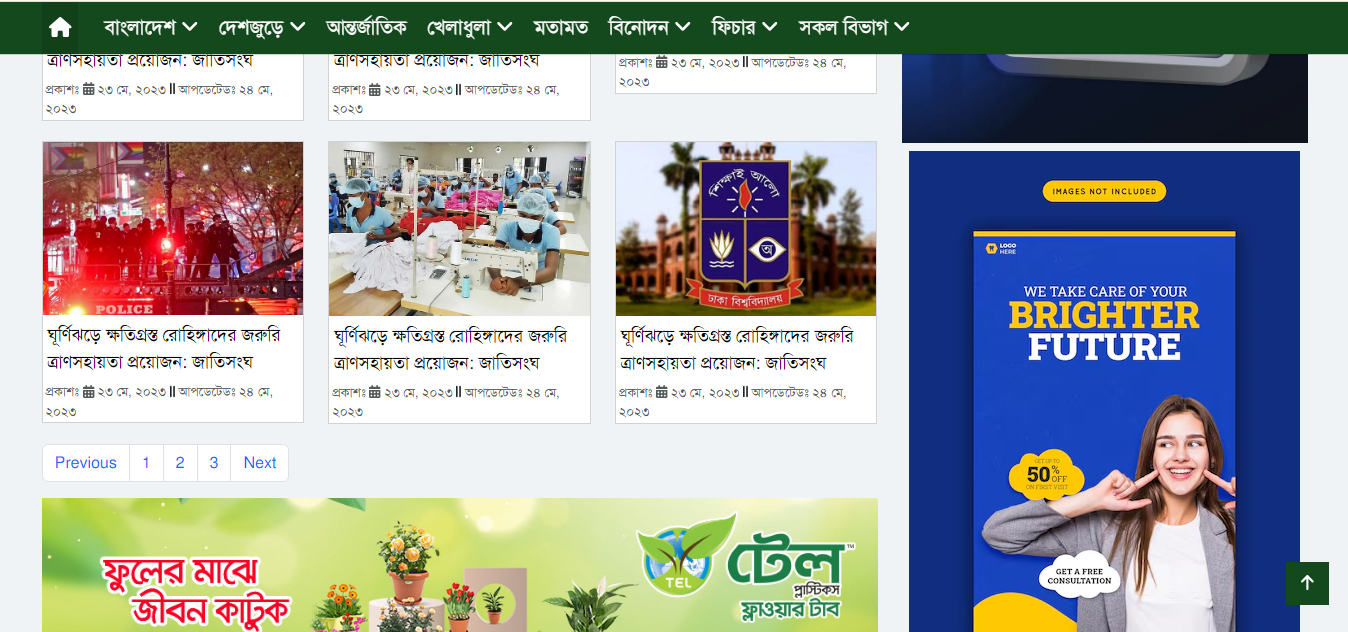 বাংলাদেশ দেশজুড়ে আন্তর্জাতিক খেলাধুলা মতামত বিনোদন ফিচার সকল বিভাগ
ত্রাণসহায়তা প্রয়োজন: জাতিসংঘ
প্রকাশঃ ২৩ মে, ২০২৩ || আপডেটেডঃ ২৪ মে,
২০২৩
ত্রাণসহায়তা প্রয়োজন: জাতিসংঘ
প্রকাশঃ ২৩ মে, ২০২৩ || আপডেটেডঃ ২৪ মে,
২০২৩
প্রকাশঃ ২৩ মে, ২০২৩ || আপডেটেডঃ ২৪ মে,
২০২৩
POLICE
ঘূর্ণিঝড়ে ক্ষতিগ্রস্ত রোহিঙ্গাদের জরুরি
ত্রাণসহায়তা প্রয়োজন: জাতিসংঘ
প্রকাশঃ ২৩ মে, ২০২৩ || আপডেটেডঃ ২৪ মে,
২০২৩
ঘূর্ণিঝড়ে ক্ষতিগ্রস্ত রোহিঙ্গাদের জরুরি
ত্রাণসহায়তা প্রয়োজন: জাতিসংঘ
প্রকাশঃ ২৩ মে, ২০২৩ || আপডেটেডঃ ২৪ মে,
২০২৩
শিক্ষাই আলো
অ
ঢাকা বিশ্ববিদ্যালয়
ঘূর্ণিঝড়ে ক্ষতিগ্রস্ত রোহিঙ্গাদের জরুরি
ত্রাণসহায়তা প্রয়োজন: জাতিসংঘ
প্রকাশঃ ২৩ মে, ২০২৩ || আপডেটেডঃ ২৪ মে,
২০২৩
Previous 1 2 3 Next
ফুলের মাঝে
জীবন কাটুক
TEL
টেল™
প্লাস্টিকস
ফ্লাওয়ার টাব
IMAGES NOT INCLUDED
LOGO
HERE
WE TAKE CARE OF YOUR
BRIGHTER
FUTURE
GET UP TO
50% OFF
ON FIRST VISIT
GET A FREE
CONSULTATION